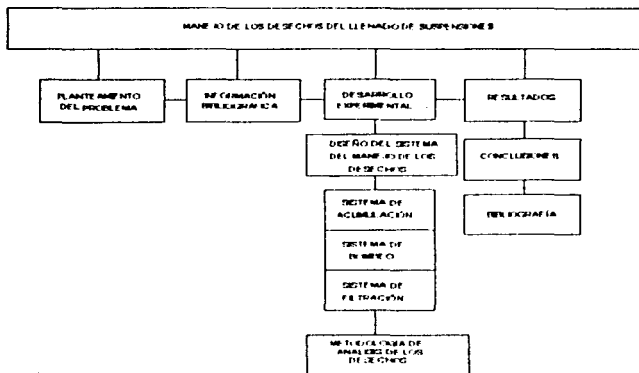 MANEJO DE LOS DESECHOS DEL LLENADO DE SUSPENSIONES
PLANTEAMIENTO
DEL PROBLEMA
INFORMACIÓN
BIBLIOGRÁFICA
DESARROLLO
EXPERIMENTAL
RESULTADOS
DISEÑO DEL SISTEMA
DEL MANEJO DE LOS
DESECHOS
CONCLUSIONES
SISTEMA DE
ACUMULACIÓN
BIBLIOGRAFÍA
SISTEMA DE
BOMBEO
SISTEMA DE
FILTRACIÓN
METODOLOGIA DE
ANALISIS DE LOS
DESECHOS